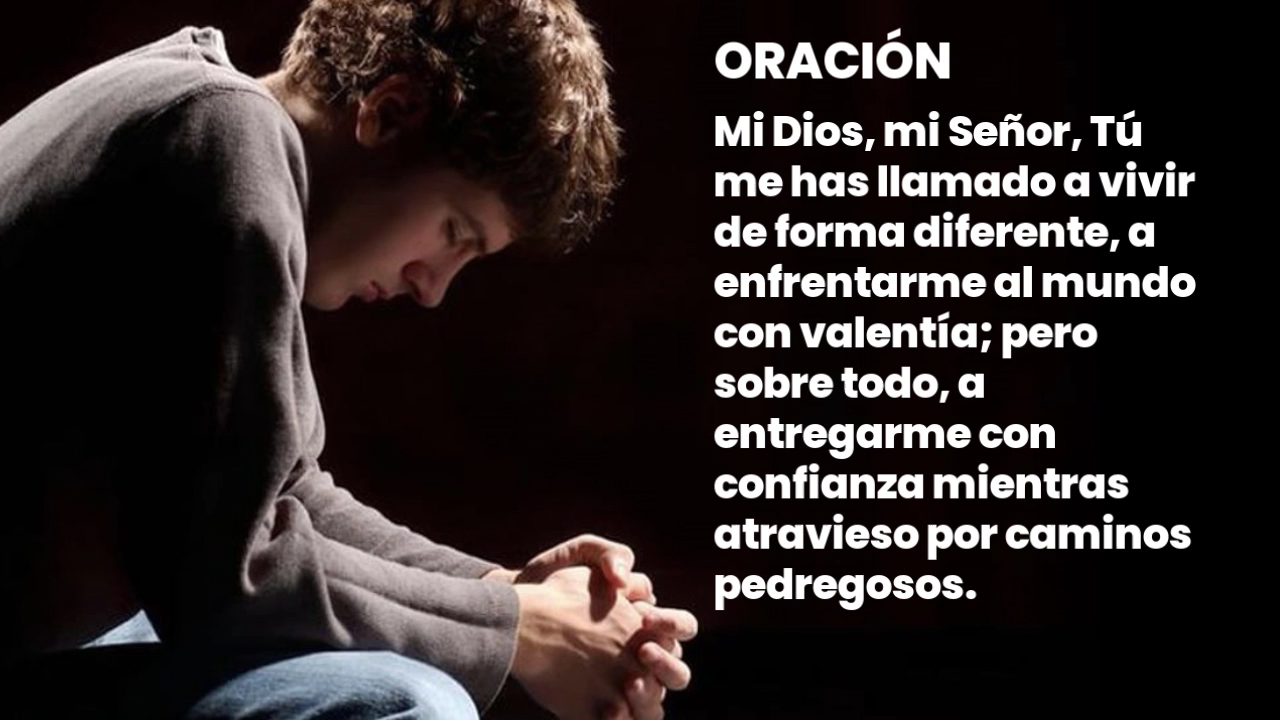 ORACIÓN
Mi Dios, mi Señor, Tú
me has llamado a vivir
de forma diferente, a
enfrentarme al mundo
con valentía; pero
sobre todo, a
entregarme con
confianza mientras
atravieso por caminos
pedregosos.